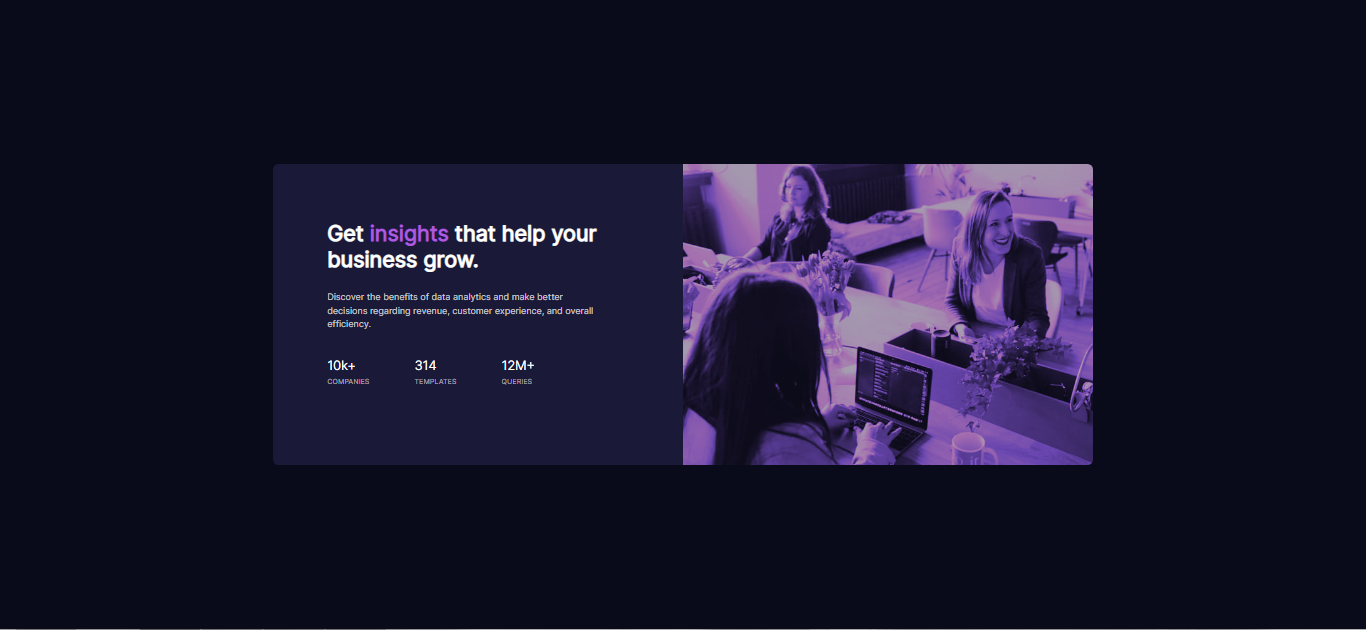 Get insights that help your
business grow.
Discover the benefits of data analytics and make better
decisions regarding revenue, customer experience, and overall
efficiency.
10k+ 314 12M+
COMPANIES TEMPLATES QUERIES